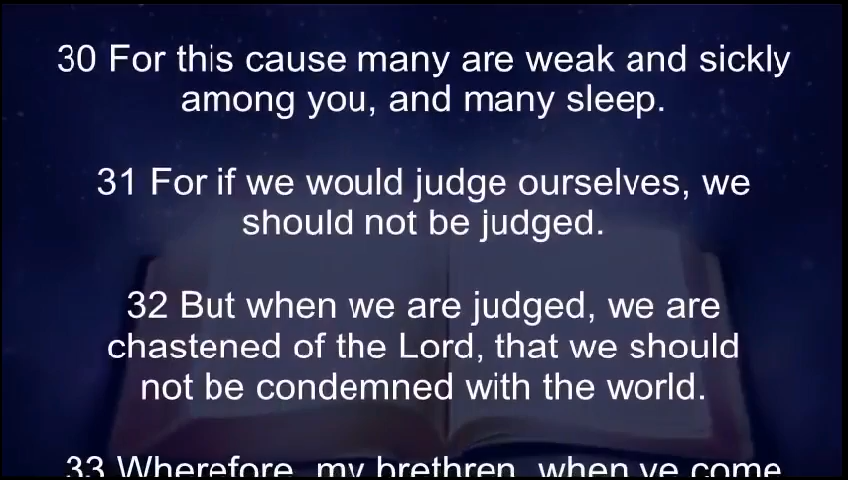 30 For this cause many are weak and sickly
among you, and many sleep.
31 For if we would judge ourselves, we
should not be judged.
32 But when we are judged, we are
chastened of the Lord, that we should
not be condemned with the world.
33 Wherefore, my brethren, when ye come